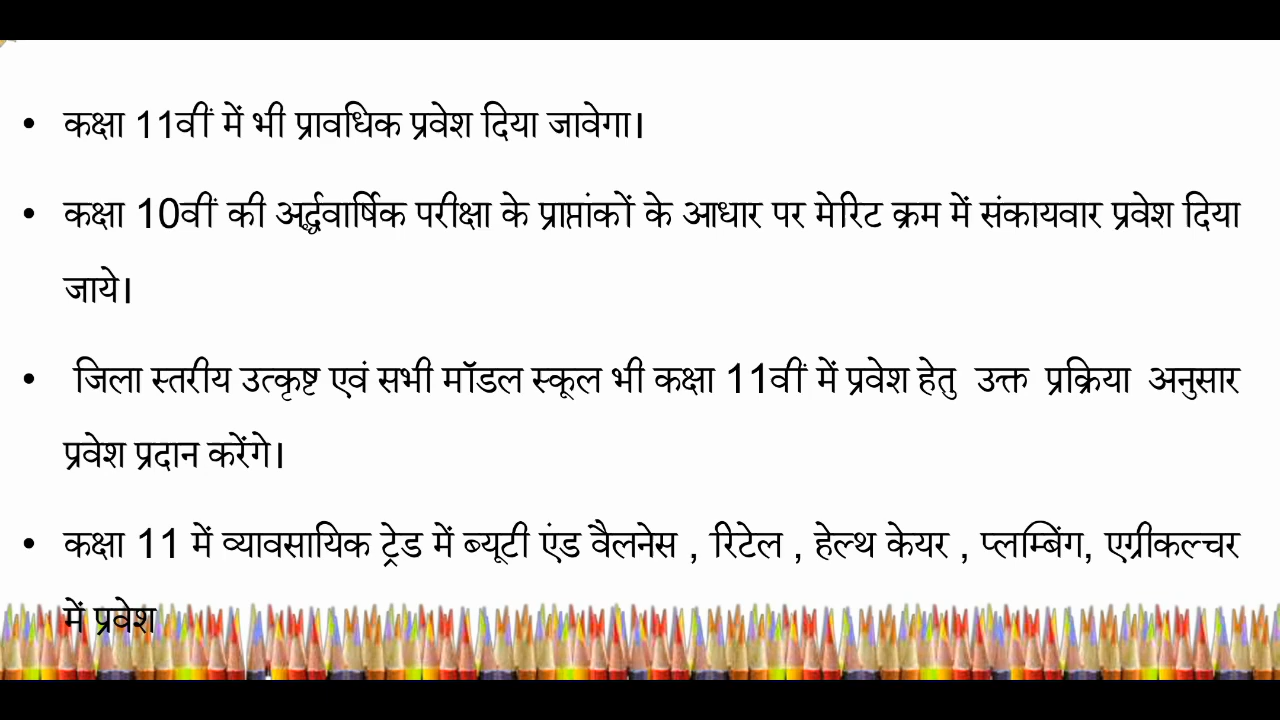 • कक्षा 11वीं में भी प्रावधिक प्रवेश दिया जावेगा।
• कक्षा 10वीं की अर्द्धवार्षिक परीक्षा के प्राप्तांकों के आधार पर मेरिट क्रम में संकायवार प्रवेश दिया
जाये।
• जिला स्तरीय उत्कृष्ट एवं सभी मॉडल स्कूल भी कक्षा 11वीं में प्रवेश हेतु उक्त प्रक्रिया अनुसार
प्रवेश प्रदान करेंगे।
• कक्षा 11 में व्यावसायिक ट्रेड में ब्यूटी एंड वैलनेस , रिटेल , हेल्थ केयर , प्लम्बिंग, एग्रीकल्चर
में प्रवेश